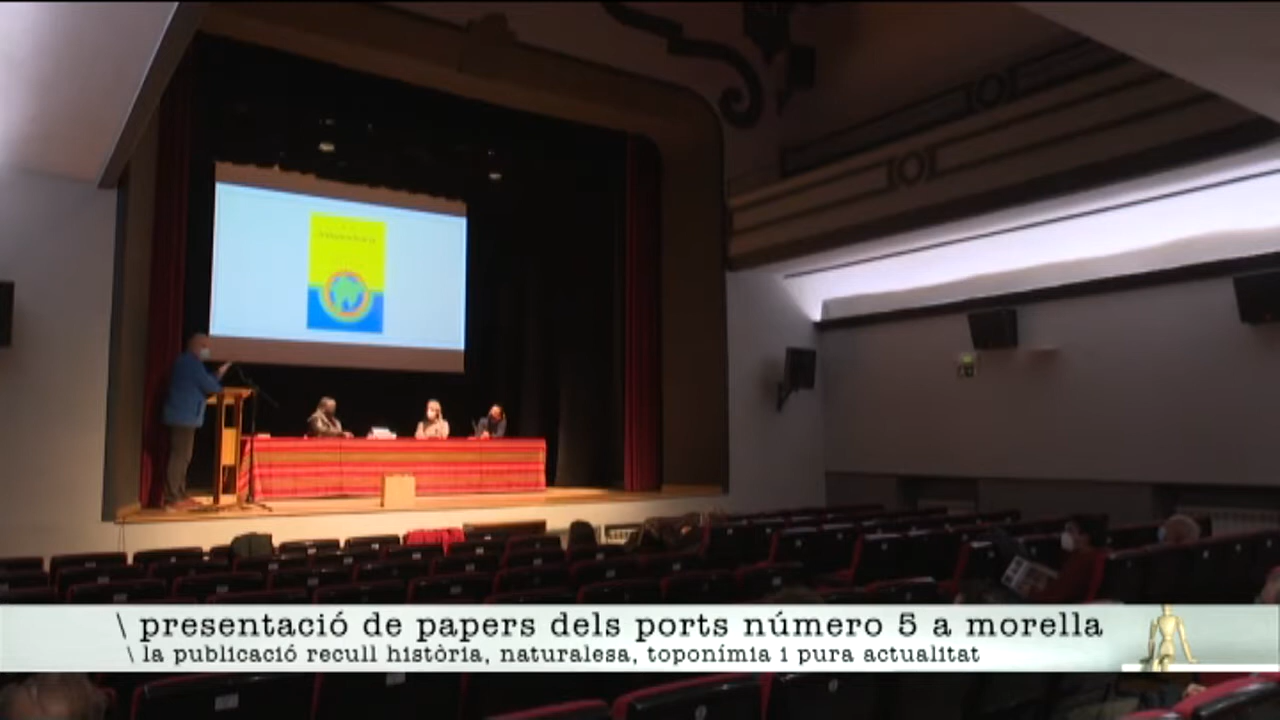 \ presentació de papers dels ports número 5 a morella
\ la publicació recull història, naturalesa, toponímia i pura actualitat